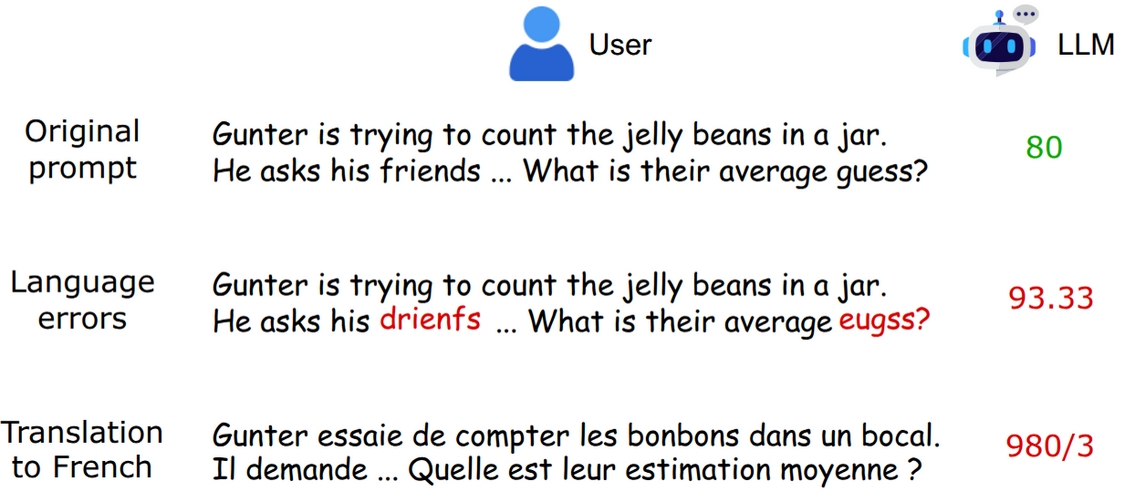 User
LLM
Original
prompt
Gunter is trying to count the jelly beans in a jar.
He asks his friends ... What is their average guess?
80
Language
errors
Gunter is trying to count the jelly beans in a jar.
He asks his drienfs ... What is their average eugss?
93.33
Translation
to French
Gunter essaie de compter les bonbons dans un bocal.
Il demande ... Quelle est leur estimation moyenne ?
980/3